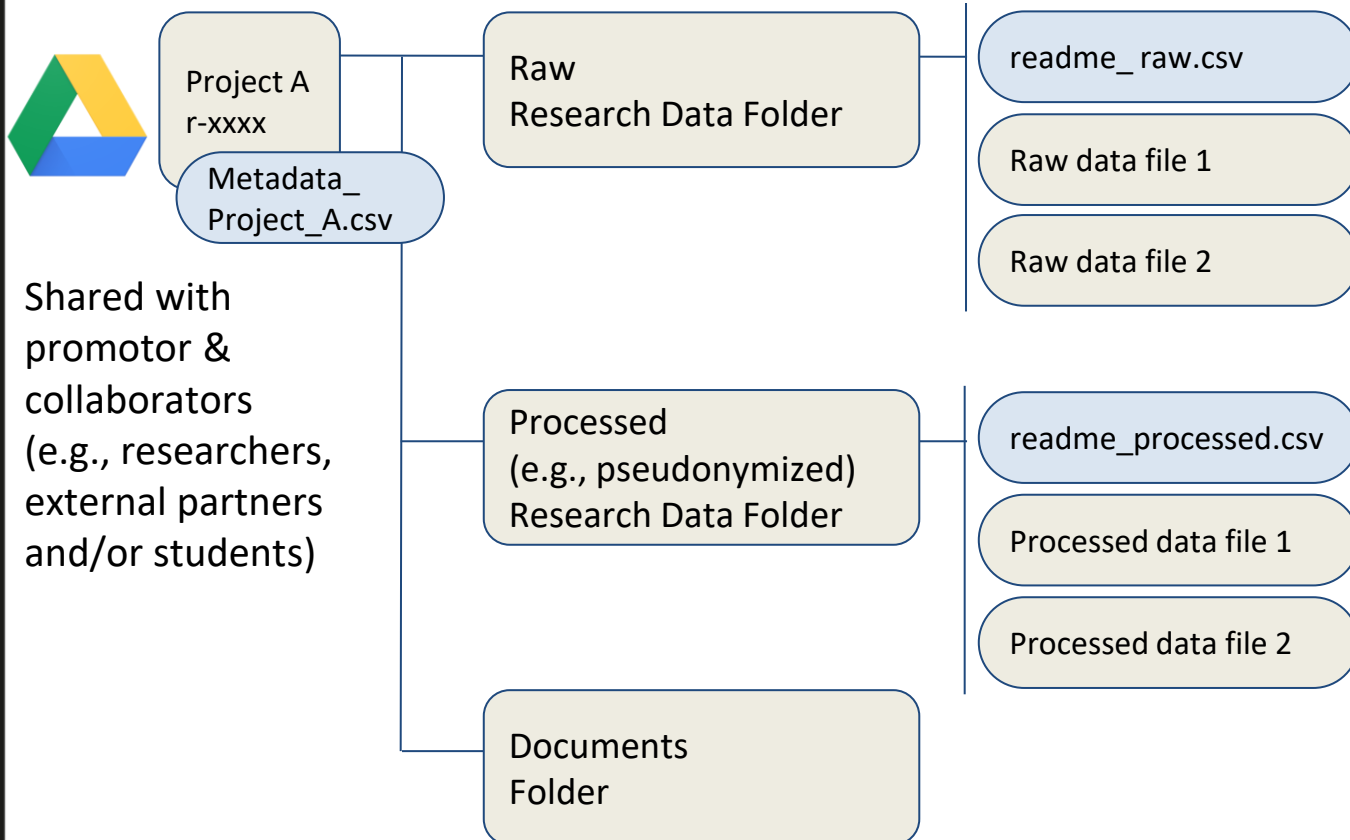 Project A
r-xxxx
Metadata_
Project_A.csv
Shared with
promotor &
collaborators
(e.g., researchers,
external partners
and/or students)
Raw
Research Data Folder
readme_ raw.csv
Raw data file 1
Raw data file 2
Processed
(e.g., pseudonymized)
Research Data Folder
readme_processed.csv
Processed data file 1
Processed data file 2
Documents
Folder